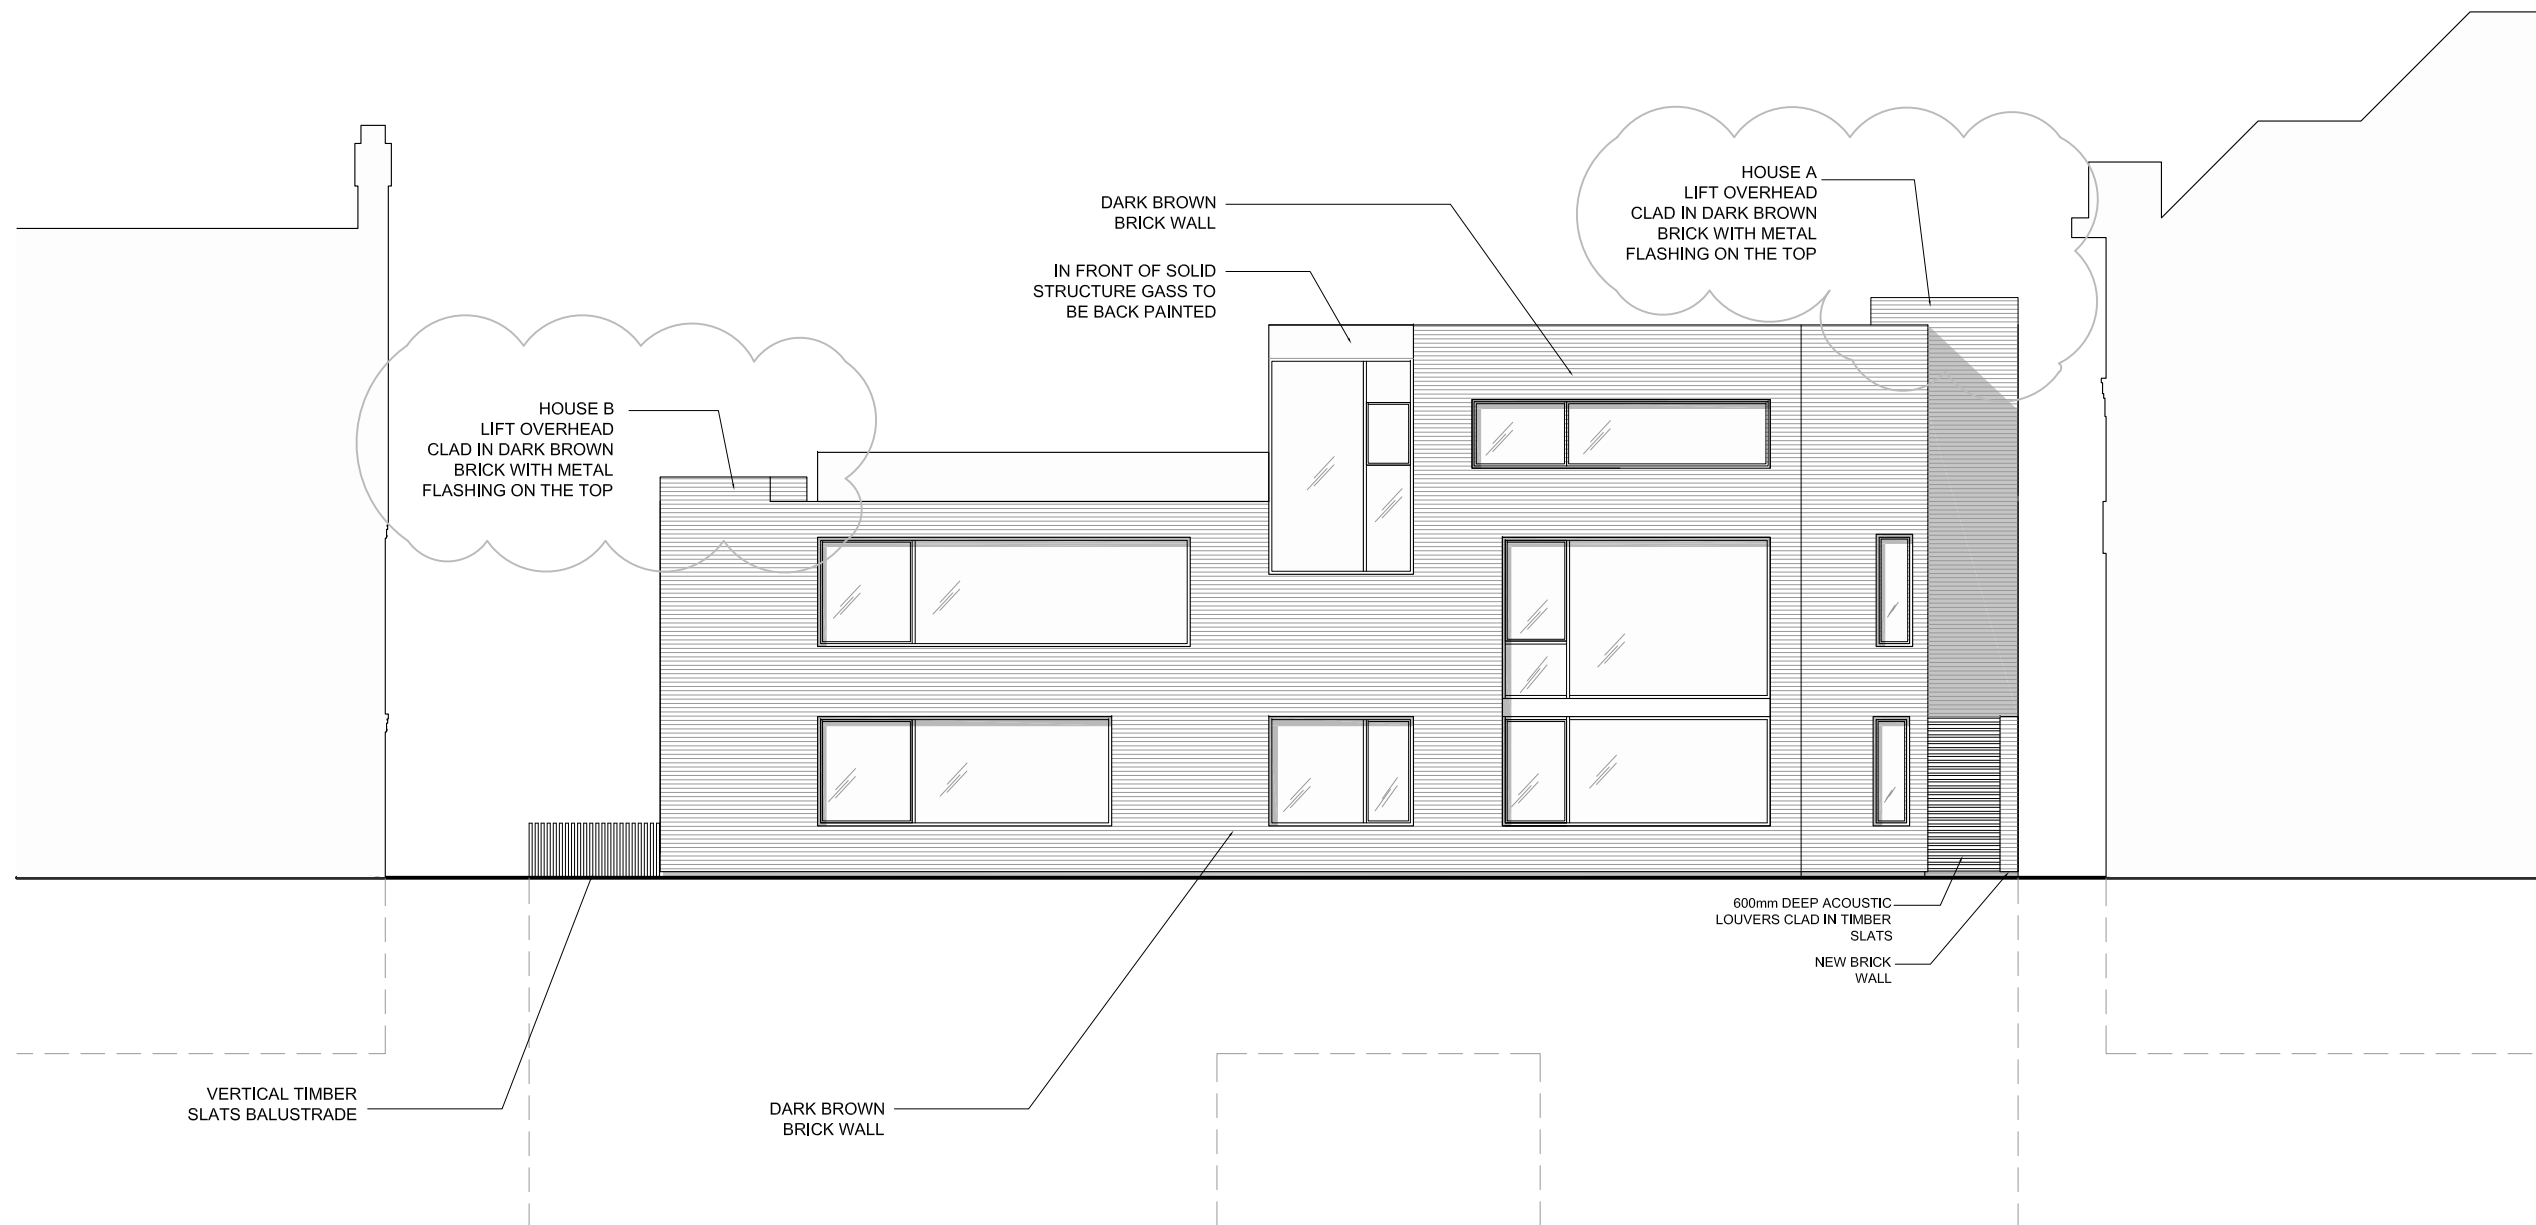 HOUSE A
LIFT OVERHEAD
CLAD IN DARK BROWN
BRICK WITH METAL
FLASHING ON THE TOP
DARK BROWN
BRICK WALL
IN FRONT OF SOLID
STRUCTURE GASS TO
BE BACK PAINTED
HOUSE B
LIFT OVERHEAD
CLAD IN DARK BROWN
BRICK WITH METAL
FLASHING ON THE TOP
600mm DEEP ACOUSTIC
LOUVERS CLAD IN TIMBER
SLATS
NEW BRICK
WALL
VERTICAL TIMBER
SLATS BALUSTRADE
DARK BROWN
BRICK WALL